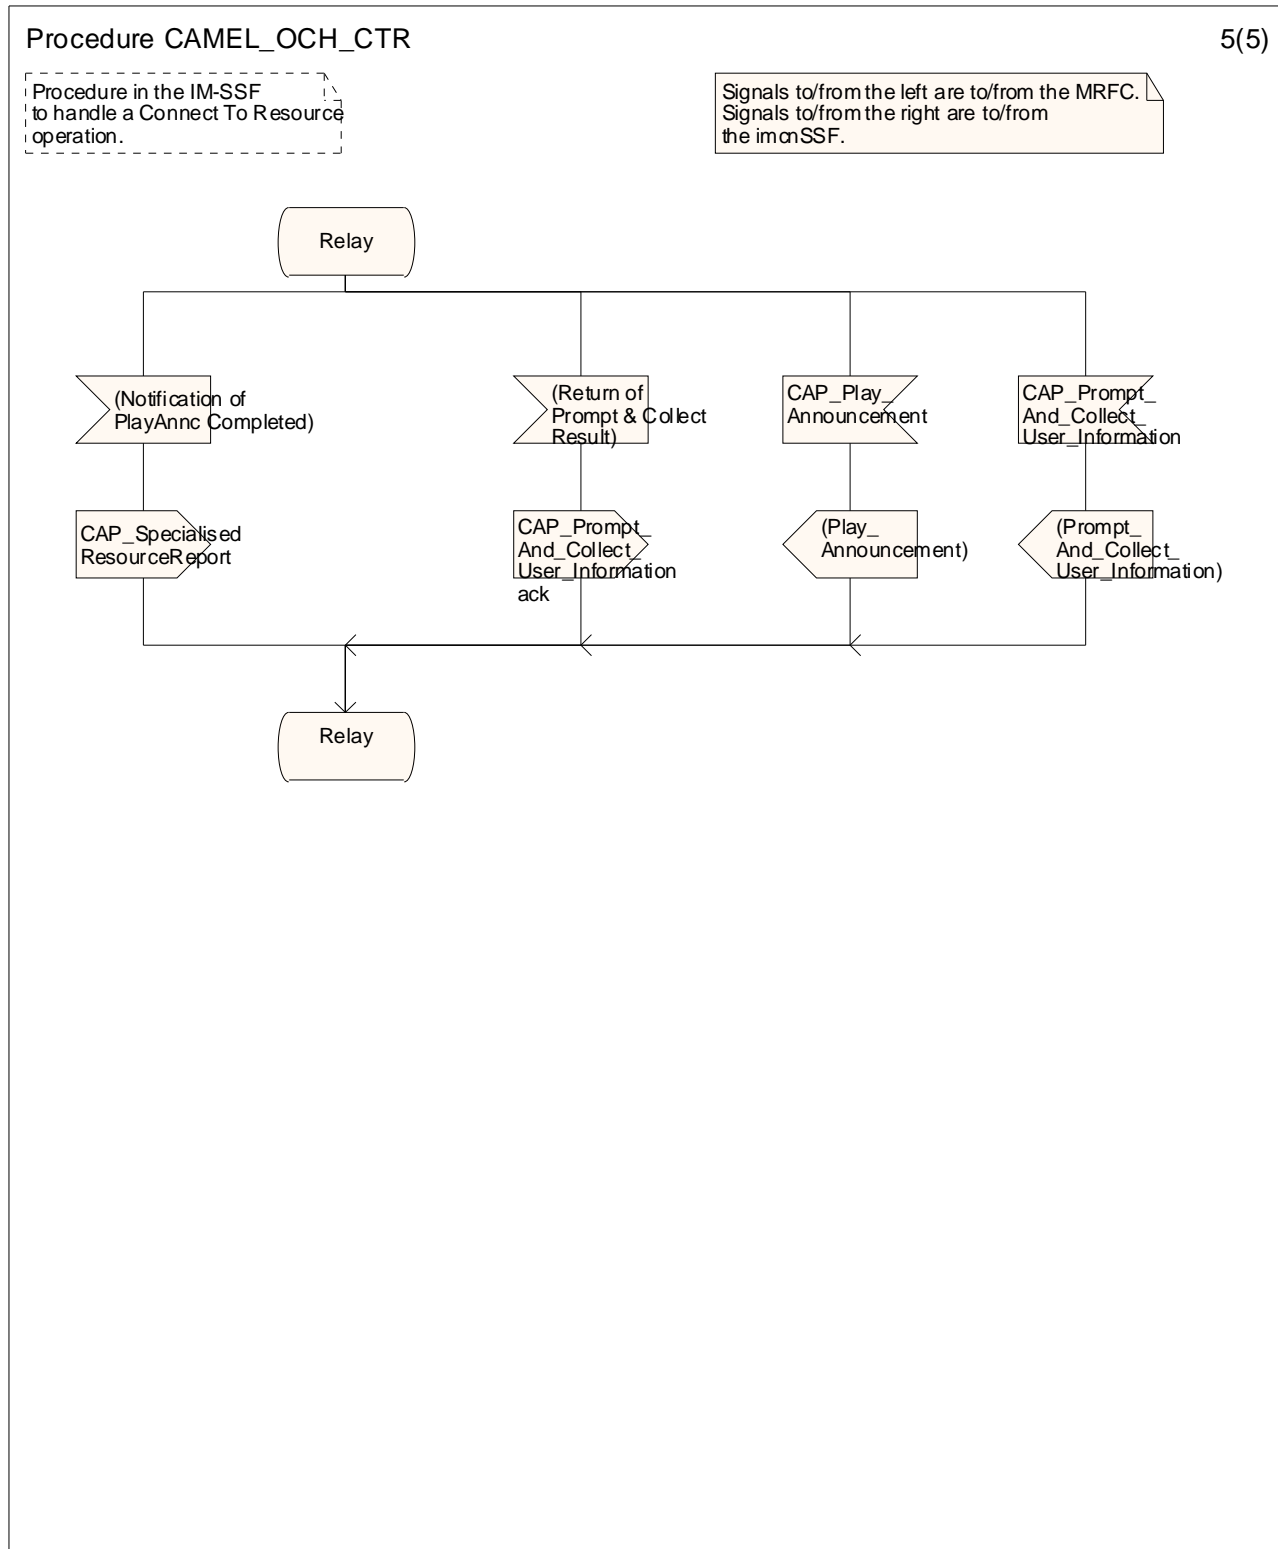 Procedure CAMEL_OCH_CTR
5(5)
Procedure in the IM-SSF
to handle a Connect To Resource
operation.
Signals to/from the left are to/from the MRFC.
Signals to/from the right are to/from
the imcnSSF.
Relay
(Notification of
PlayAnnc Completed)
(Return of
Prompt & Collect
Result)
CAP_Play_
Announcement
CAP_Prompt_
And_Collect_
User_Information
CAP_Specialised
ResourceReport
CAP_Prompt_
And_Collect_
User_Information
ack
(Play_
Announcement)
(Prompt_
And_Collect_
User_Information)
Relay